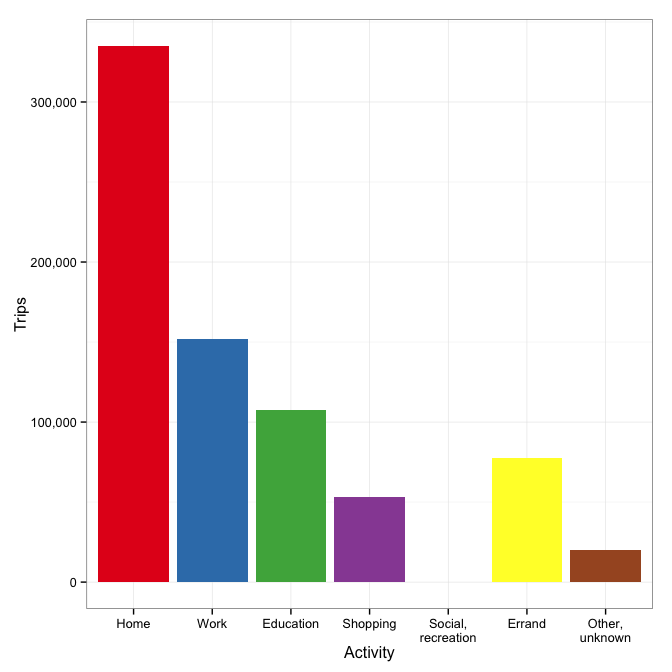 300,000
200,000
100,000
0
Trips
Home
Work
Education
Shopping
Social,
recreation
Errand
Other,
unknown
Activity